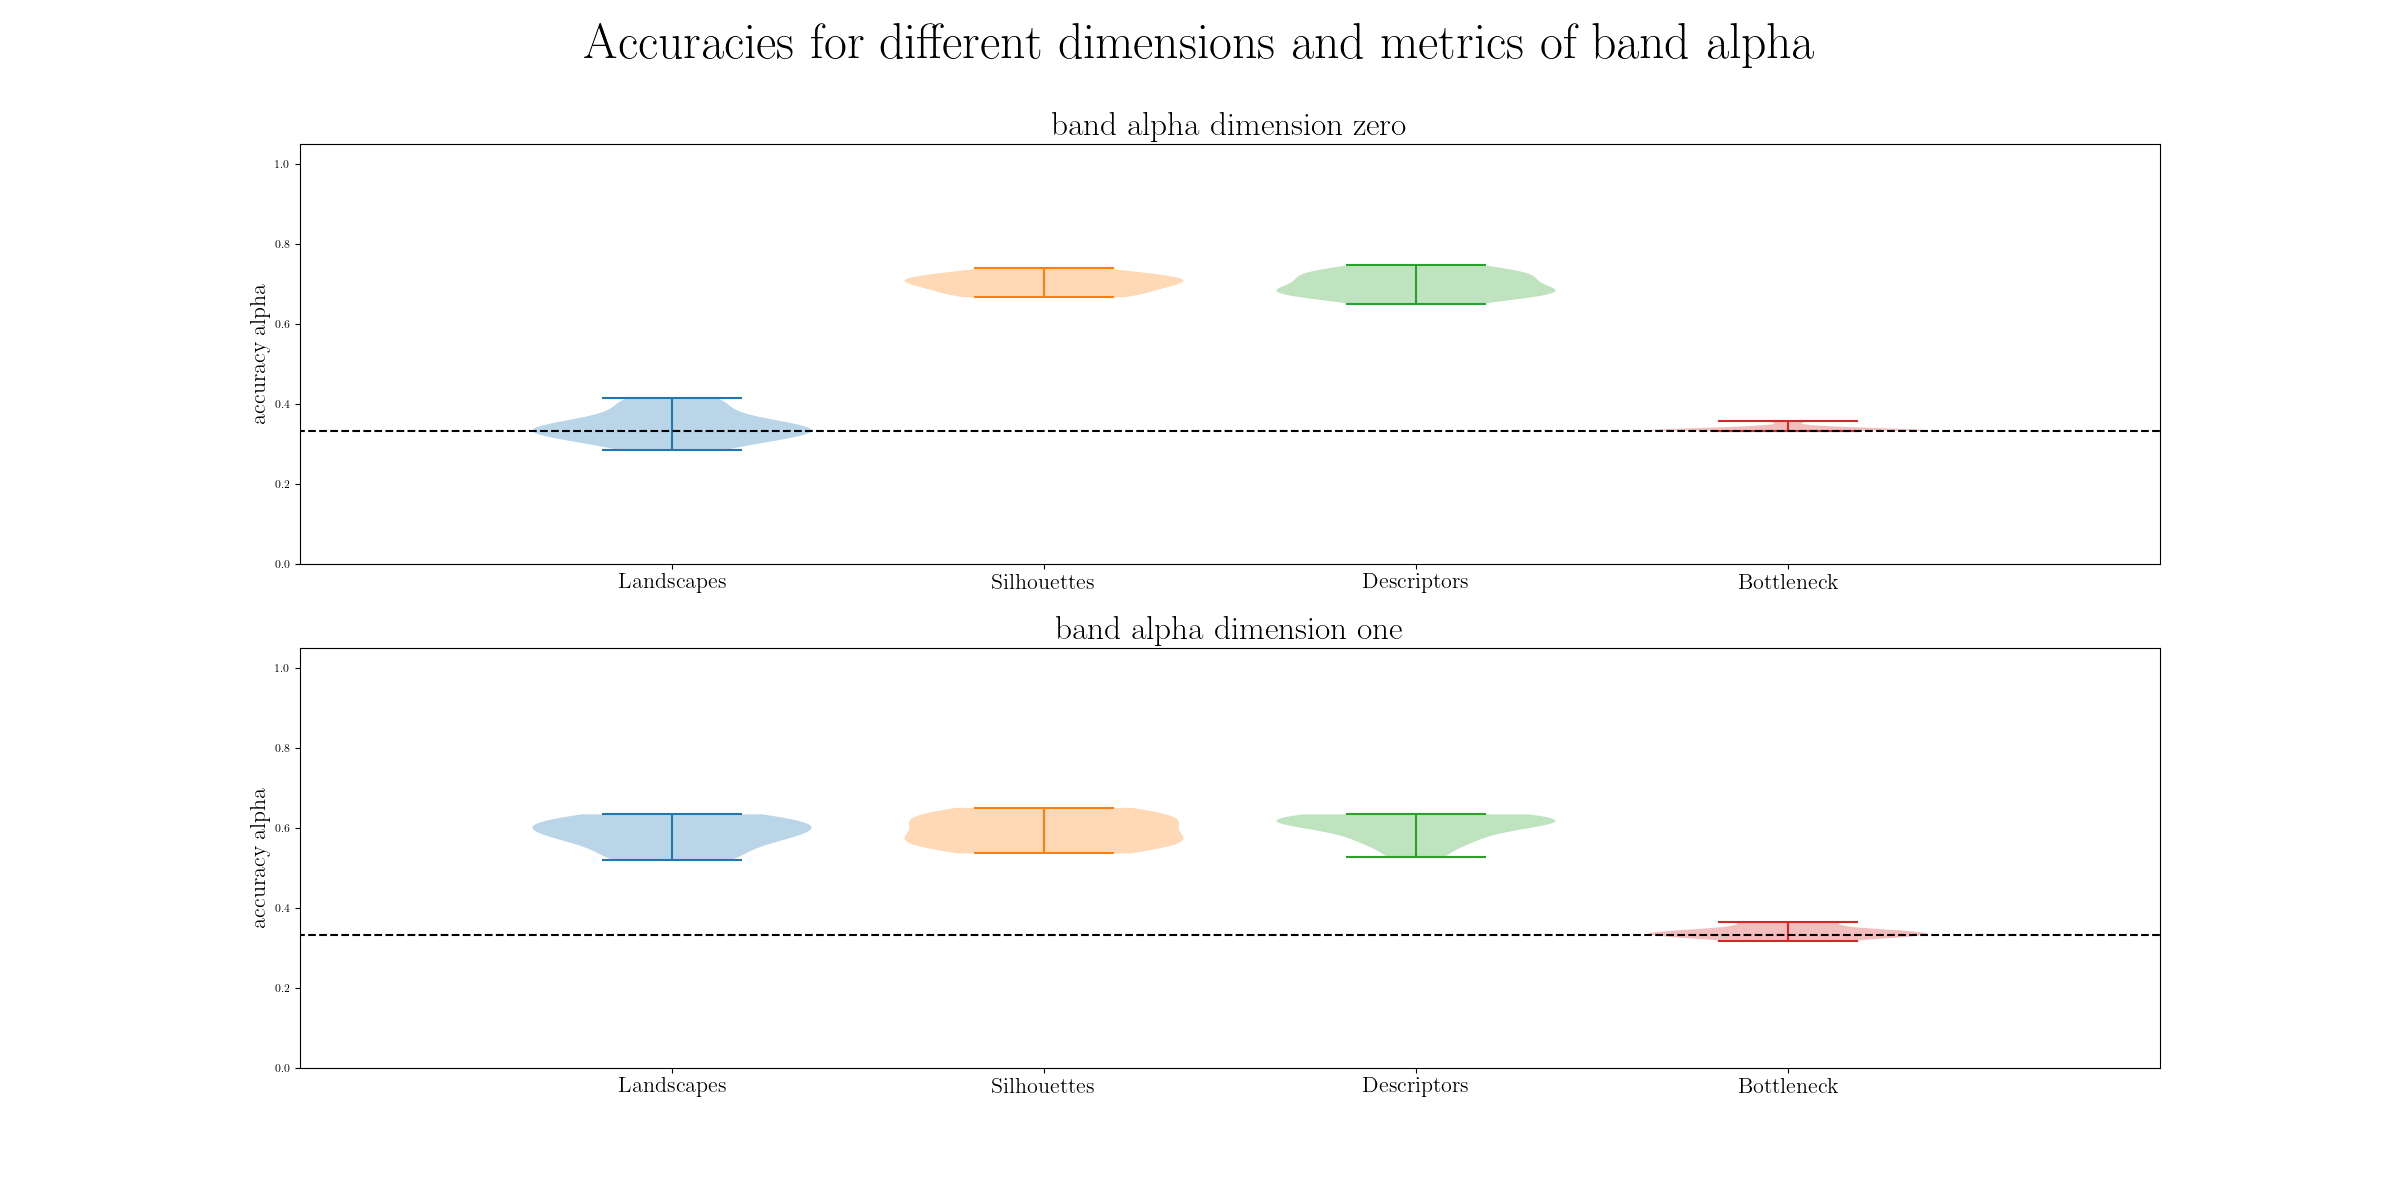 Accuracies for different dimensions and metrics of band alpha
band alpha dimension zero
1.0
0.8
0.6
0.4
0.2
0.0
accuracy alpha
Landscapes Silhouettes Descriptors Bottleneck
band alpha dimension one
1.0
0.8
0.6
0.4
0.2
0.0
accuracy alpha
Landscapes Silhouettes Descriptors Bottleneck